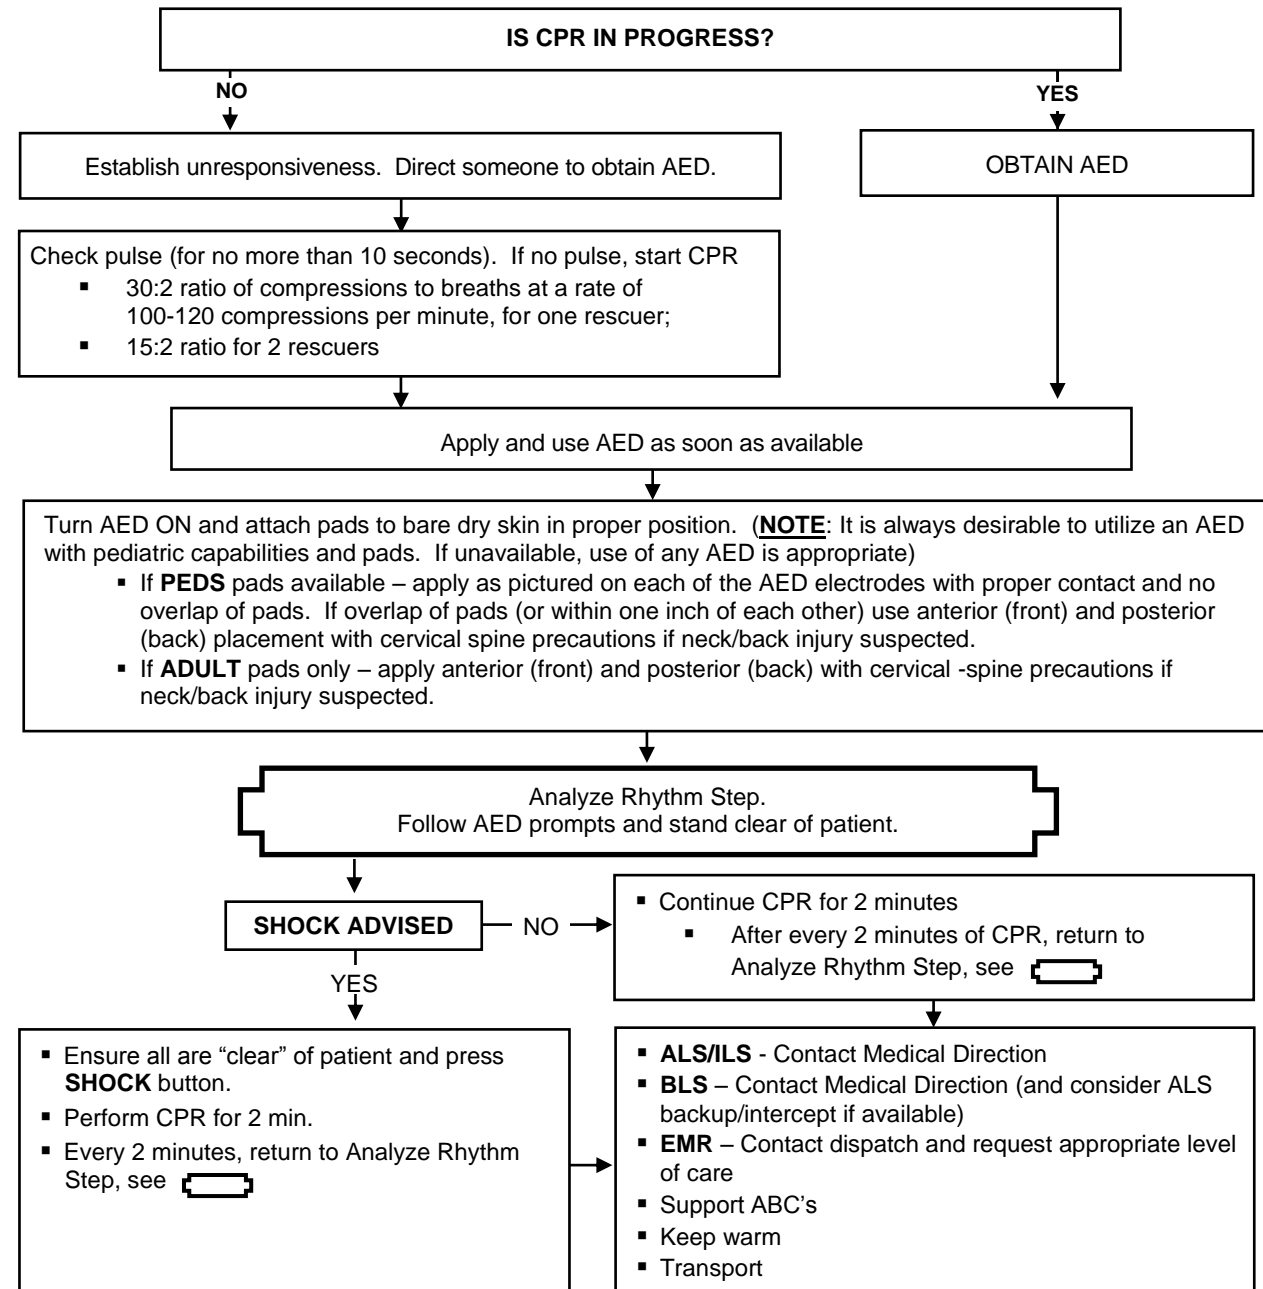 IS CPR IN PROGRESS?
NO
YES
Establish unresponsiveness.  Direct someone to obtain AED.
OBTAIN AED
Check pulse (for no more than 10 seconds).  If no pulse, start CPR
▪ 30:2 ratio of compressions to breaths at a rate of
100-120 compressions per minute, for one rescuer;
▪ 15:2 ratio for 2 rescuers
Apply and use AED as soon as available
Turn AED ON and attach pads to bare dry skin in proper position.  (NOTE: It is always desirable to utilize an AED
with pediatric capabilities and pads.  If unavailable, use of any AED is appropriate)
▪ If PEDS pads available – apply as pictured on each of the AED electrodes with proper contact and no
overlap of pads.  If overlap of pads (or within one inch of each other) use anterior (front) and posterior
(back) placement with cervical spine precautions if neck/back injury suspected.
▪ If ADULT pads only – apply anterior (front) and posterior (back) with cervical -spine precautions if
neck/back injury suspected.
Analyze Rhythm Step.
Follow AED prompts and stand clear of patient.
SHOCK ADVISED
NO
YES
▪ Continue CPR for 2 minutes
▪ After every 2 minutes of CPR, return to
Analyze Rhythm Step, see
▪ Ensure all are “clear” of patient and press
SHOCK button.
▪ Perform CPR for 2 min.
▪ Every 2 minutes, return to Analyze Rhythm
Step, see
▪ ALS/ILS - Contact Medical Direction
▪ BLS – Contact Medical Direction (and consider ALS
backup/intercept if available)
▪ EMR – Contact dispatch and request appropriate level
of care
▪ Support ABC’s
▪ Keep warm
▪ Transport